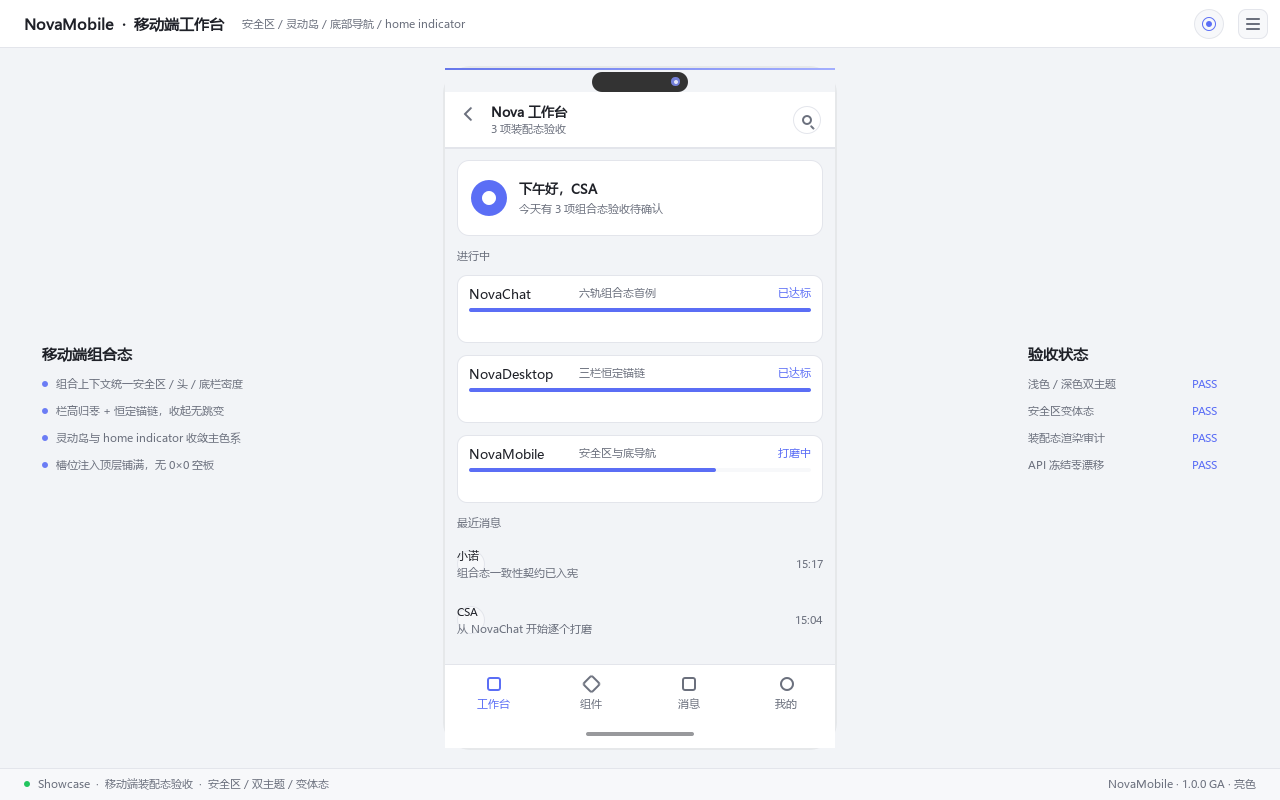 NovaMobile · 移动端工作台 安全区 / 灵动岛 / 底部导航 / home indicator
Nova 工作台
3 项装配态验收
下午好，CSA
今天有 3 项组合态验收待确认
进行中
NovaChat 六轨组合态首例 已达标
NovaDesktop 三栏恒定锚链 已达标
NovaMobile 安全区与底导航 打磨中
最近消息
小诺
组合态一致性契约已入宪
15:17
CSA
从 NovaChat 开始逐个打磨
15:04
工作台 组件 消息 我的
移动端组合态
组合上下文统一安全区 / 头 / 底栏密度
栏高归零 + 恒定锚链，收起无跳变
灵动岛与 home indicator 收敛主色系
槽位注入顶层铺满，无 0×0 空板
验收状态
浅色 / 深色双主题 PASS
安全区变体态 PASS
装配态渲染审计 PASS
API 冻结零漂移 PASS
Showcase · 移动端装配态验收 · 安全区 / 双主题 / 变体态
NovaMobile · 1.0.0 GA · 亮色